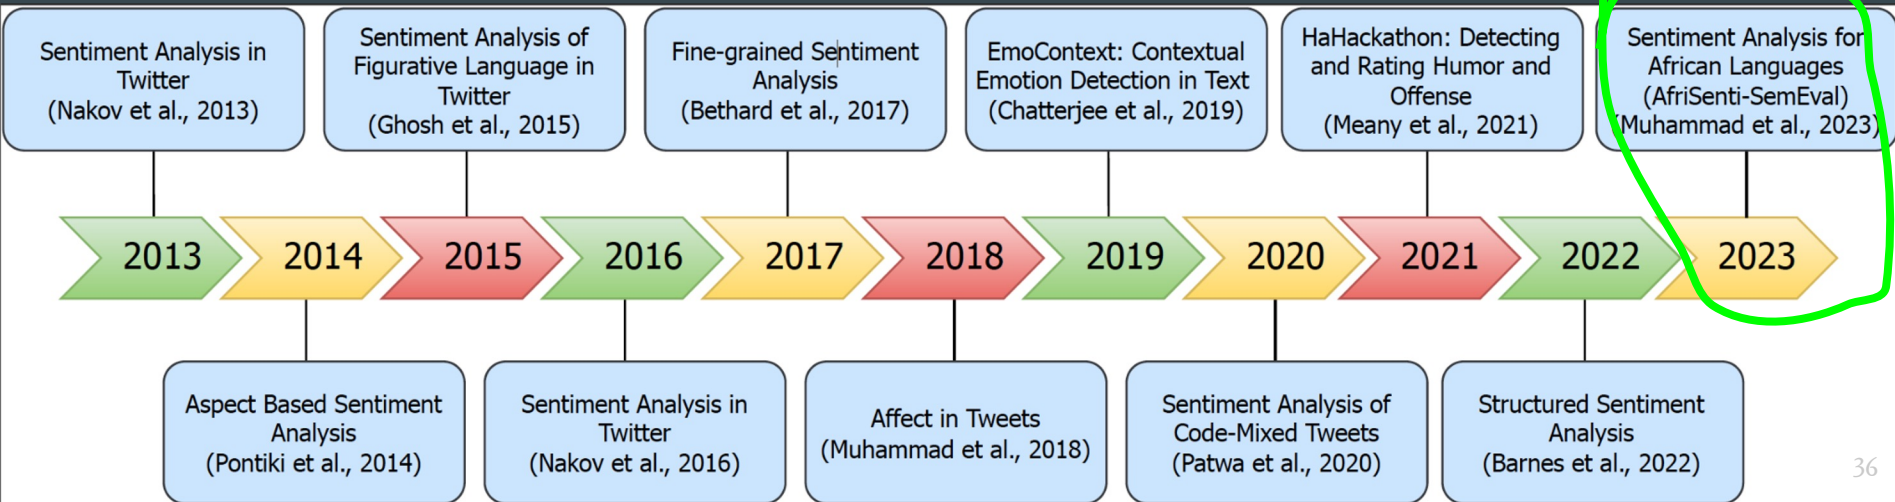 Sentiment Analysis in
Twitter
(Nakov et al., 2013)
Sentiment Analysis of
Figurative Language in
Twitter
(Ghosh et al., 2015)
Fine-grained Sentiment
Analysis
(Bethard et al., 2017)
EmoContext: Contextual
Emotion Detection in Text
(Chatterjee et al., 2019)
HaHackathon: Detecting
and Rating Humor and
Offense
(Meany et al., 2021)
Sentiment Analysis for
African Languages
(AfriSenti-SemEval)
(Muhammad et al., 2023)
2013
2014
2015
2016
2017
2018
2019
2020
2021
2022
2023
Aspect Based Sentiment
Analysis
(Pontiki et al., 2014)
Sentiment Analysis in
Twitter
(Nakov et al., 2016)
Affect in Tweets
(Muhammad et al., 2018)
Sentiment Analysis of
Code-Mixed Tweets
(Patwa et al., 2020)
Structured Sentiment
Analysis
(Barnes et al., 2022)
36